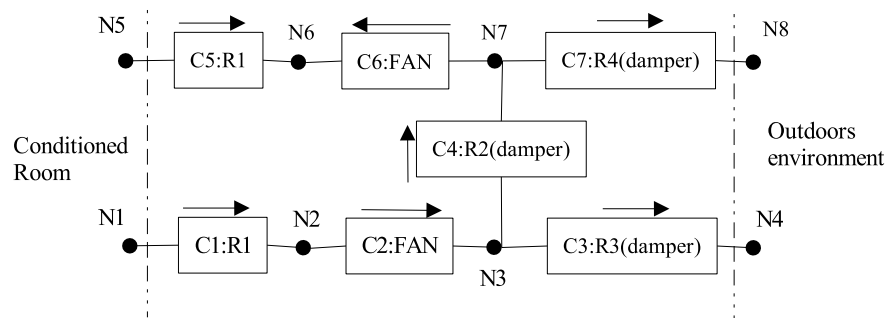 N5
N6
N7
N8
C5:R1
C6:FAN
C7:R4(damper)
Conditioned
Room
C4:R2(damper)
Outdoors
environment
N1
N2
N4
C1:R1
C2:FAN
C3:R3(damper)
N3